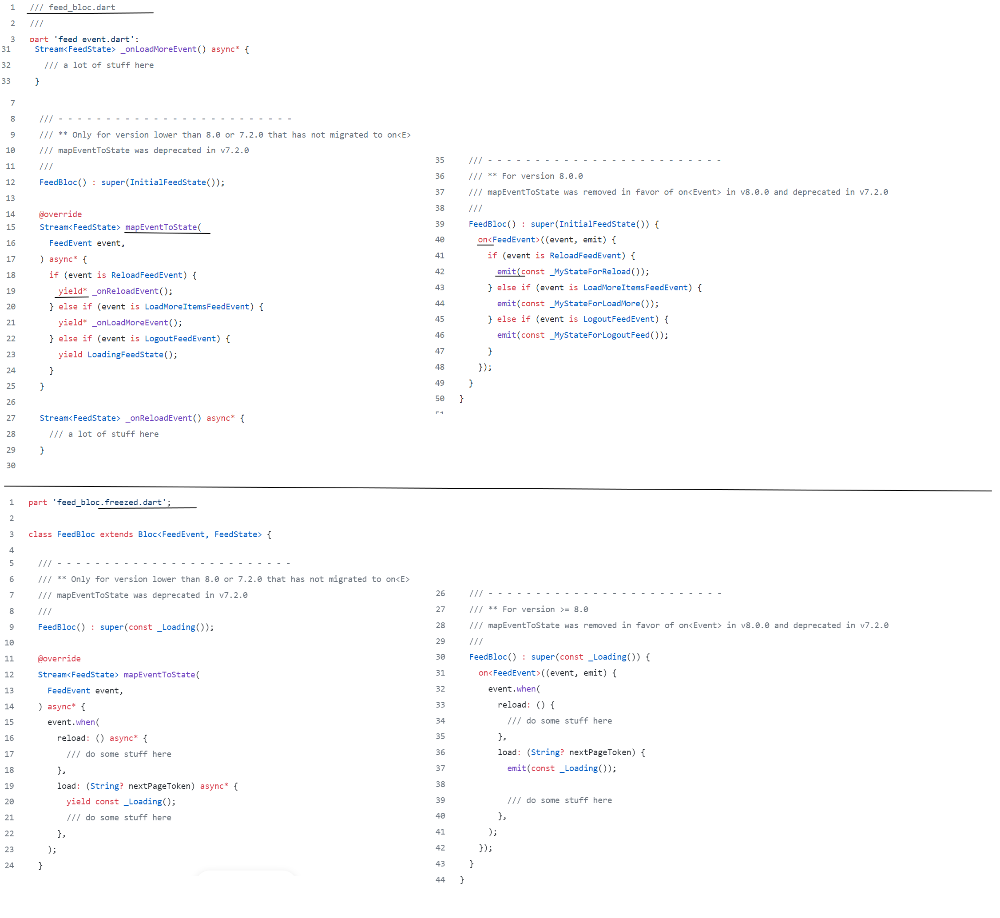 1 /// feed_bloc.dart
2 ///
3 part 'feed_event.dart';
31 Stream<FeedState> _onLoadMoreEvent() async* {
32 /// a lot of stuff here
33 }
7
8 /// - - - - - - - - - - - - - - - - - - - - - - - - -
9 /// ** Only for version lower than 8.0 or 7.2.0 that has not migrated to on<E>
10 /// mapEventToState was deprecated in v7.2.0
11 ///
12 FeedBloc() : super(InitialFeedState());
13
14 @override
15 Stream<FeedState> mapEventToState(
16 FeedEvent event,
17 ) async* {
18 if (event is ReloadFeedEvent) {
19 yield* _onReloadEvent();
20 } else if (event is LoadMoreItemsFeedEvent) {
21 yield* _onLoadMoreEvent();
22 } else if (event is LogoutFeedEvent) {
23 yield LoadingFeedState();
24 }
25 }
26
27 Stream<FeedState> _onReloadEvent() async* {
28 /// a lot of stuff here
29 }
30
35 /// - - - - - - - - - - - - - - - - - - - - - - - - -
36 /// ** For version 8.0.0
37 /// mapEventToState was removed in favor of on<Event> in v8.0.0 and deprecated in v7.2.0
38 ///
39 FeedBloc() : super(InitialFeedState()) {
40 on<FeedEvent>((event, emit) {
41 if (event is ReloadFeedEvent) {
42 emit(const _MyStateForReload());
43 } else if (event is LoadMoreItemsFeedEvent) {
44 emit(const _MyStateForLoadMore());
45 } else if (event is LogoutFeedEvent) {
46 emit(const _MyStateForLogoutFeed());
47 }
48 });
49 }
50 }
51
1 part 'feed_bloc.freezed.dart';
2
3 class FeedBloc extends Bloc<FeedEvent, FeedState> {
4
5 /// - - - - - - - - - - - - - - - - - - - - - - - - -
6 /// ** Only for version lower than 8.0 or 7.2.0 that has not migrated to on<E>
7 /// mapEventToState was deprecated in v7.2.0
8 ///
9 FeedBloc() : super(const _Loading());
10
11 @override
12 Stream<FeedState> mapEventToState(
13 FeedEvent event,
14 ) async* {
15 event.when(
16 reload: () async* {
17 /// do some stuff here
18 },
19 load: (String? nextPageToken) async* {
20 yield const _Loading();
21 /// do some stuff here
22 },
23 );
24 }
26 /// - - - - - - - - - - - - - - - - - - - - - - - - -
27 /// ** For version >= 8.0
28 /// mapEventToState was removed in favor of on<Event> in v8.0.0 and deprecated in v7.2.0
29 ///
30 FeedBloc() : super(const _Loading()) {
31 on<FeedEvent>((event, emit) {
32 event.when(
33 reload: () {
34 /// do some stuff here
35 },
36 load: (String? nextPageToken) {
37 emit(const _Loading());
38
39 /// do some stuff here
40 },
41 );
42 });
43 }
44 }